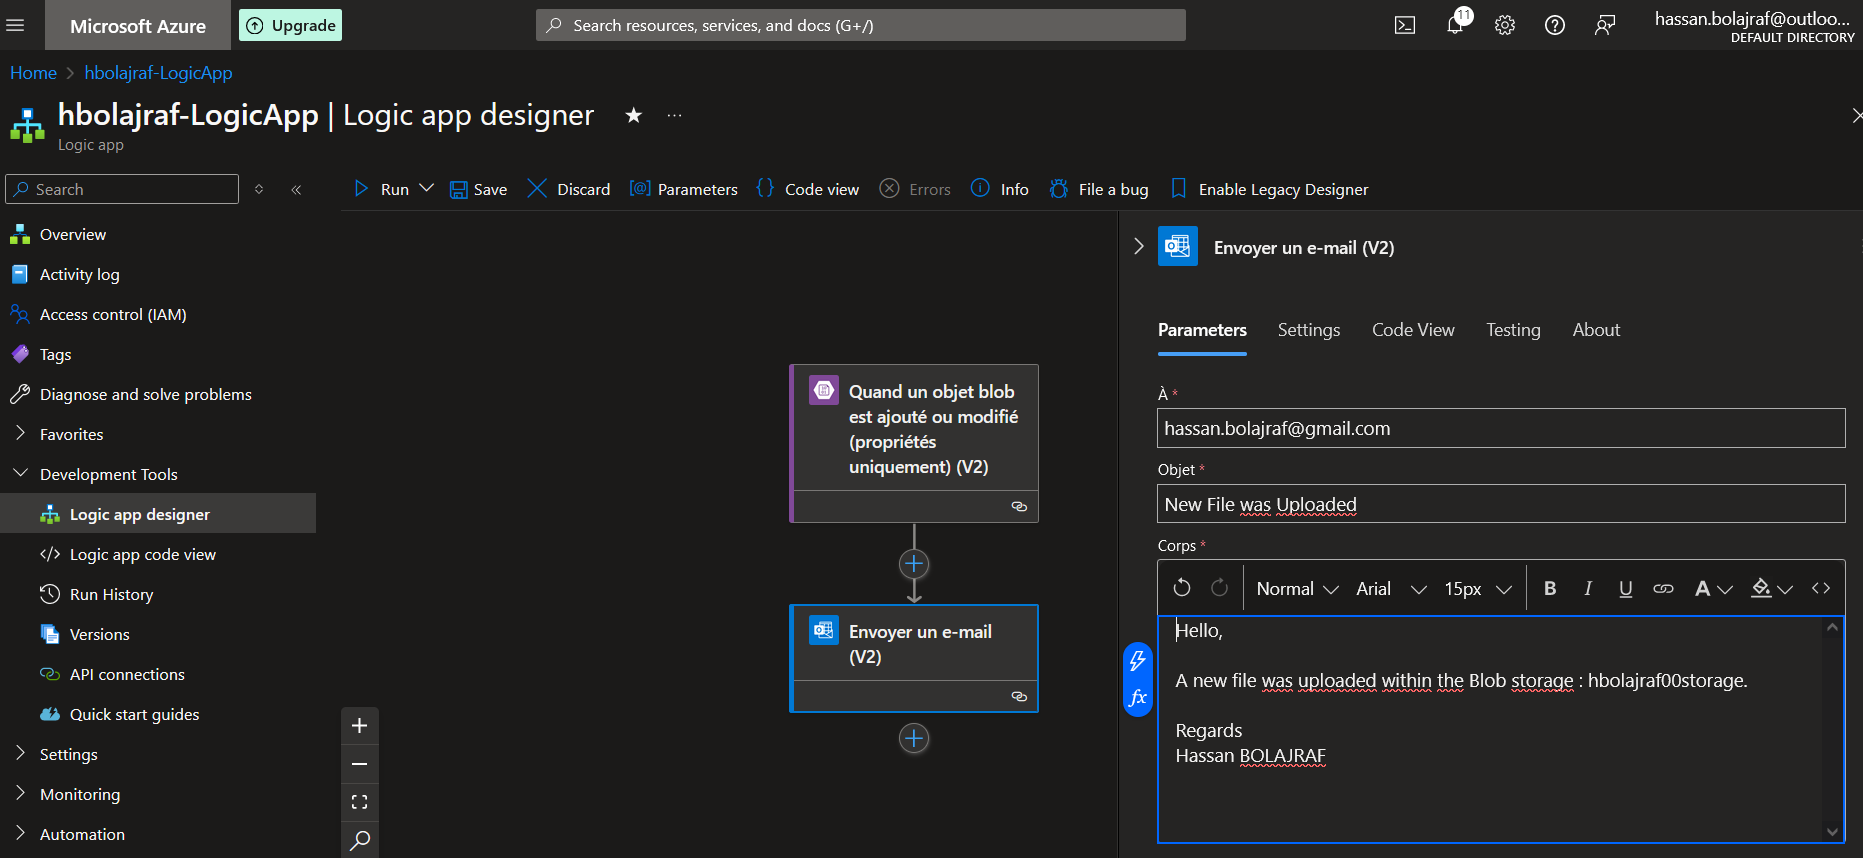 Microsoft Azure
Upgrade
Search resources, services, and docs (G+/)
11
hassan.bolajraf@outloo...
DEFAULT DIRECTORY
Home > hbolajraf-LogicApp
hbolajraf-LogicApp | Logic app designer
Logic app
Search
Run
Save
Discard
Parameters
Code view
Errors
Info
File a bug
Enable Legacy Designer
Overview
Activity log
Access control (IAM)
Tags
Diagnose and solve problems
Favorites
Development Tools
Logic app designer
Logic app code view
Run History
Versions
API connections
Quick start guides
Settings
Monitoring
Automation
Quand un objet blob
est ajouté ou modifié
(propriétés
uniquement) (V2)
Envoyer un e-mail
(V2)
Envoyer un e-mail (V2)
Parameters
Settings
Code View
Testing
About
À *
hassan.bolajraf@gmail.com
Objet *
New File was Uploaded
Corps *
Normal
Arial
15px
B
I
U
A
fx
Hello,
A new file was uploaded within the Blob storage : hbolajraf00storage.
Regards
Hassan BOLAJRAF